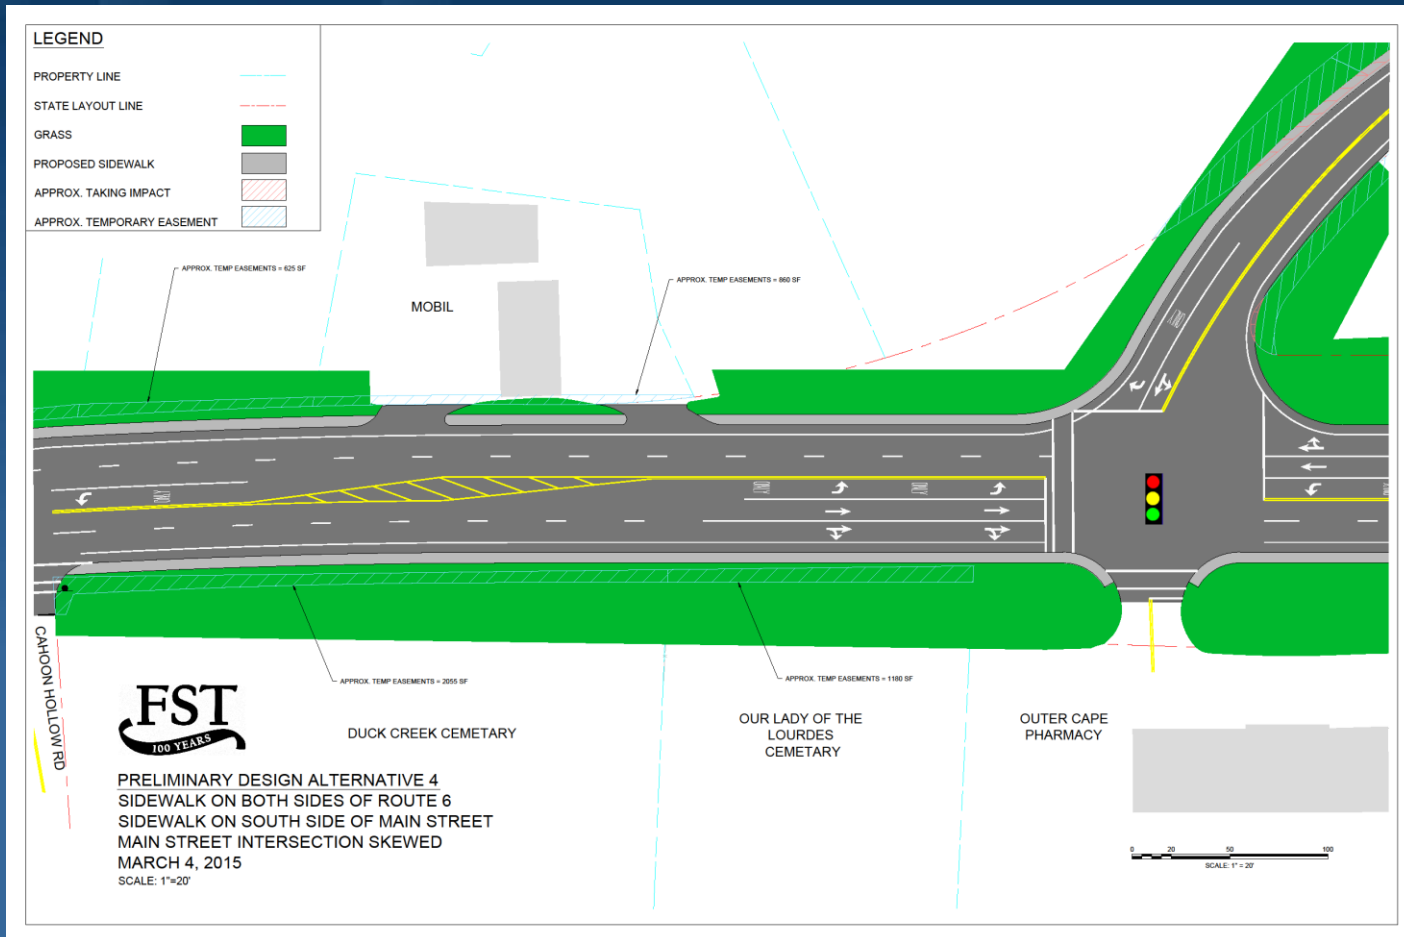 LEGEND
PROPERTY LINE
STATE LAYOUT LINE
GRASS
PROPOSED SIDEWALK
APPROX. TAKING IMPACT
APPROX. TEMPORARY EASEMENT
APPROX. TEMP EASEMENTS = 625 SF
APPROX. TEMP EASEMENTS = 860 SF
MOBIL
ONLY
ONLY
ONLY
CAHOON HOLLOW RD
APPROX. TEMP EASEMENTS = 2055 SF
APPROX. TEMP EASEMENTS = 1180 SF
FST
100 YEARS
DUCK CREEK CEMETARY
OUR LADY OF THE
LOURDES
CEMETARY
OUTER CAPE
PHARMACY
PRELIMINARY DESIGN ALTERNATIVE 4
SIDEWALK ON BOTH SIDES OF ROUTE 6
SIDEWALK ON SOUTH SIDE OF MAIN STREET
MAIN STREET INTERSECTION SKEWED
MARCH 4, 2015
SCALE: 1"=20'
0 20 50 100
SCALE: 1" = 20'